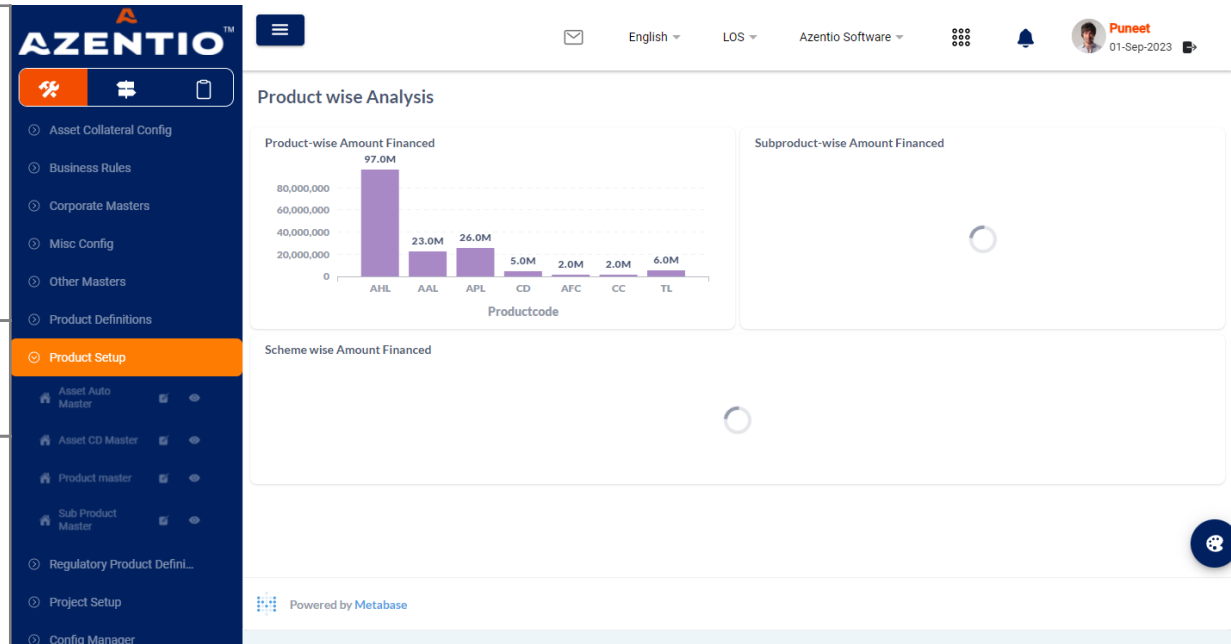 AZENTIO™
English
LOS
Azentio Software
Puneet
01-Sep-2023
Asset Collateral Config
Business Rules
Corporate Masters
Misc Config
Other Masters
Product Definitions
Product Setup
Asset Auto
Master
Asset CD Master
Product master
Sub Product
Master
Regulatory Product Defini...
Project Setup
Config Manager
Product wise Analysis
Product-wise Amount Financed
97.0M
80,000,000
60,000,000
40,000,000
20,000,000
0
23.0M
26.0M
5.0M
2.0M
2.0M
6.0M
AHL AAL APL CD AFC CC TL
Productcode
Subproduct-wise Amount Financed
Scheme wise Amount Financed
Powered by Metabase